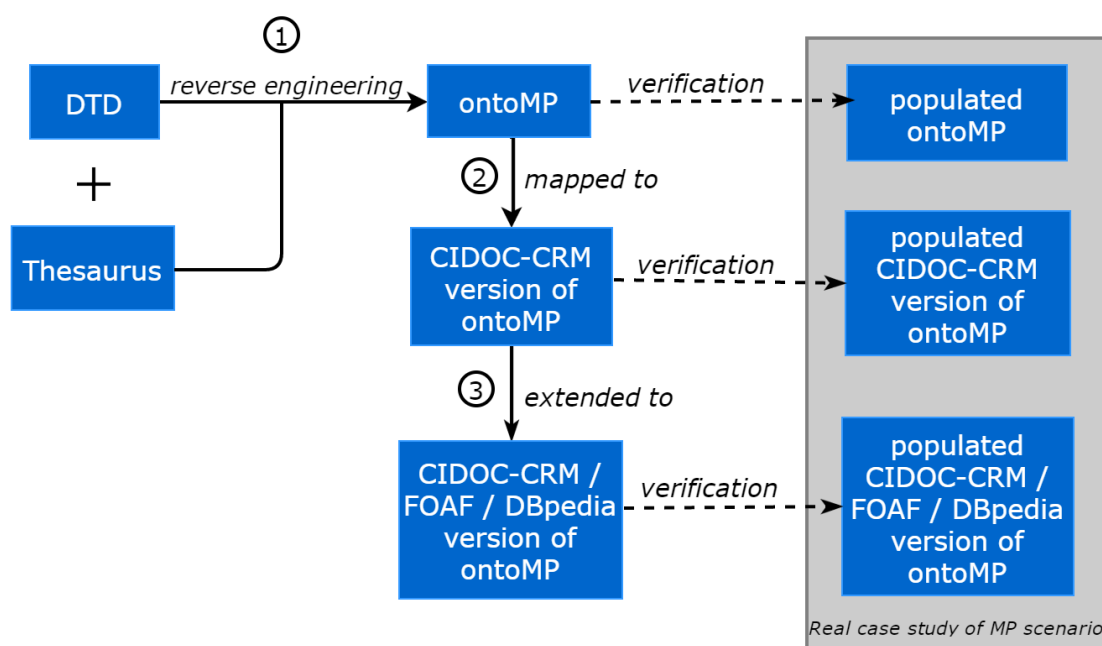 1
reverse engineering
DTD
ontoMP
verification
populated
ontoMP
+
2
mapped to
Thesaurus
CIDOC-CRM
version of
ontoMP
verification
populated
CIDOC-CRM
version of
ontoMP
3
extended to
CIDOC-CRM /
FOAF / DBpedia
version of
ontoMP
verification
populated
CIDOC-CRM /
FOAF / DBpedia
version of
ontoMP
Real case study of MP scenario